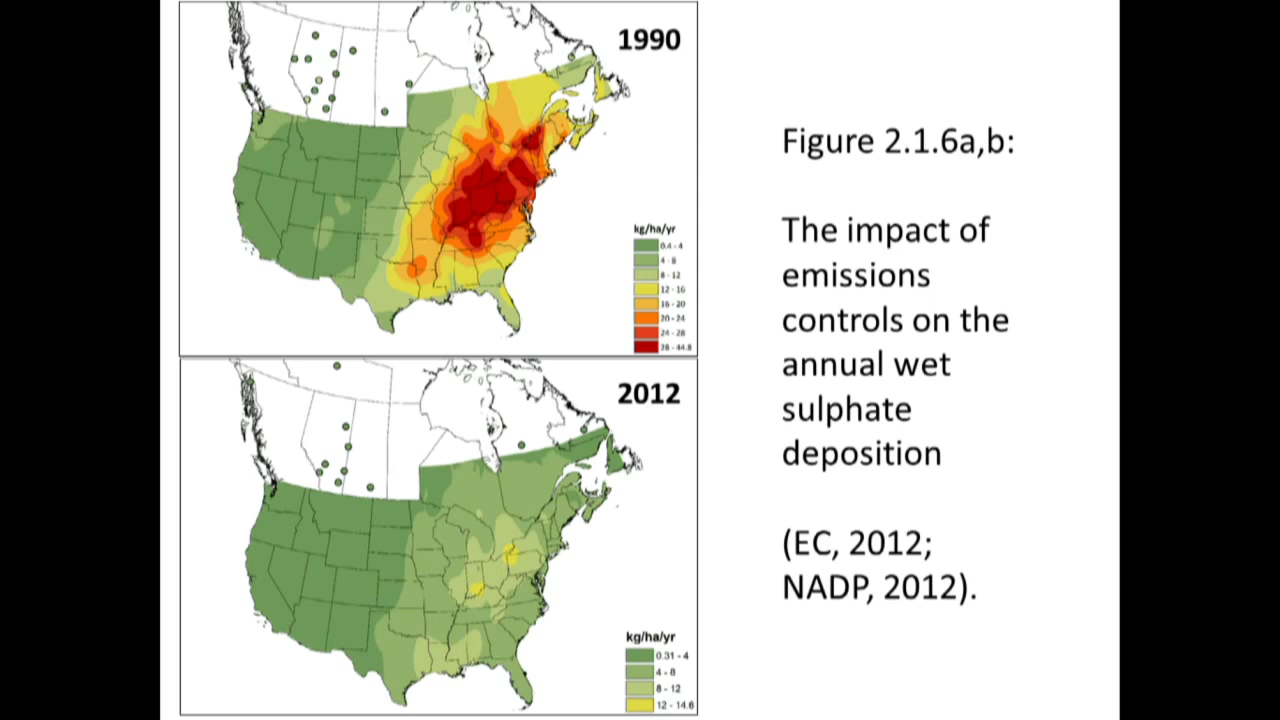 1990
kg/ha/yr
0.4 - 4
4 - 8
8 - 12
12 - 16
16 - 20
20 - 24
24 - 28
28 - 44.8
2012
kg/ha/yr
0.31 - 4
4 - 8
8 - 12
12 - 14.6
Figure 2.1.6a,b:
The impact of
emissions
controls on the
annual wet
sulphate
deposition
(EC, 2012;
NADP, 2012).